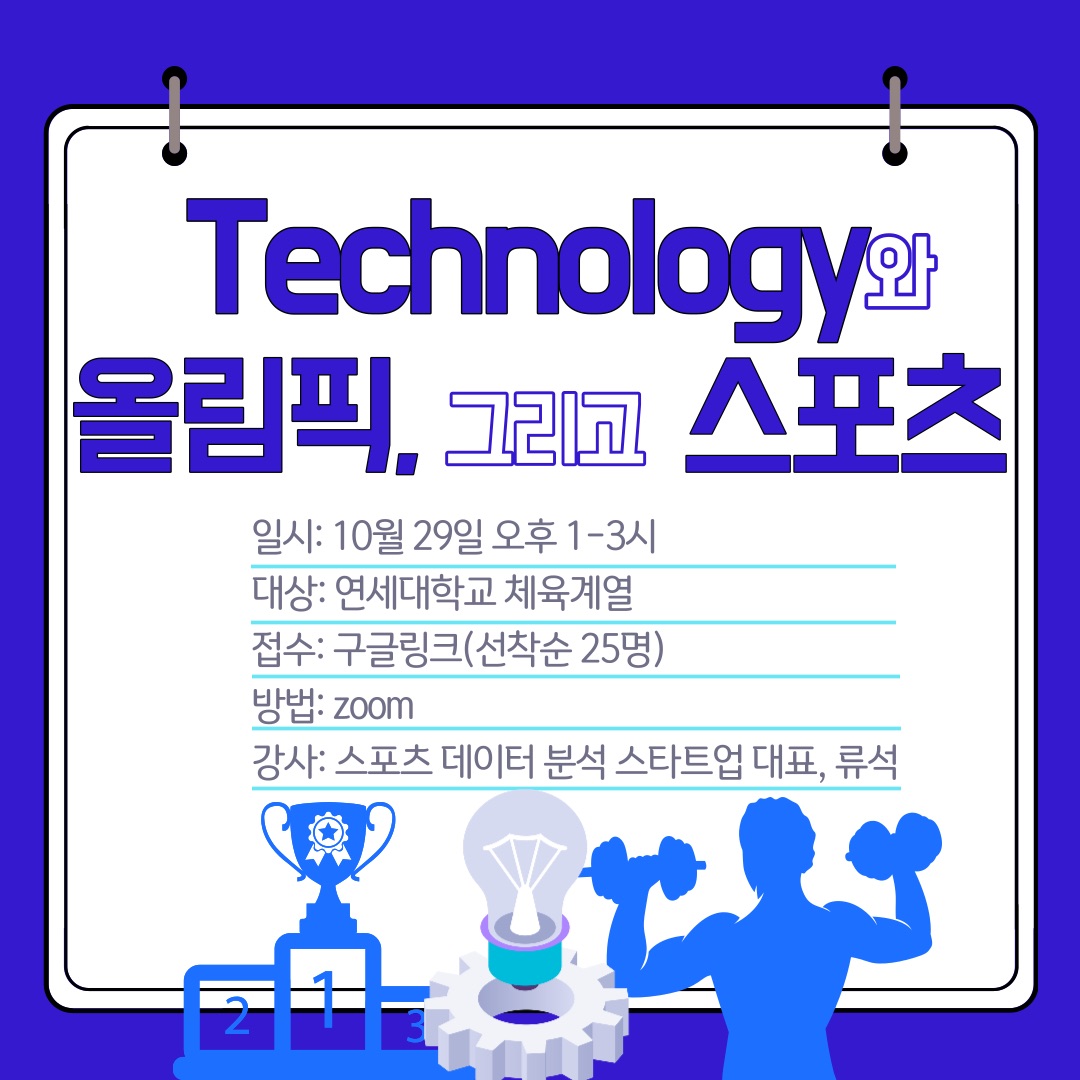 Technology와
올림픽, 그리고 스포츠
일시: 10월 29일 오후 1-3시
대상: 연세대학교 체육계열
접수: 구글링크(선착순 25명)
방법: zoom
강사: 스포츠 데이터 분석 스타트업 대표, 류석
2 1 3